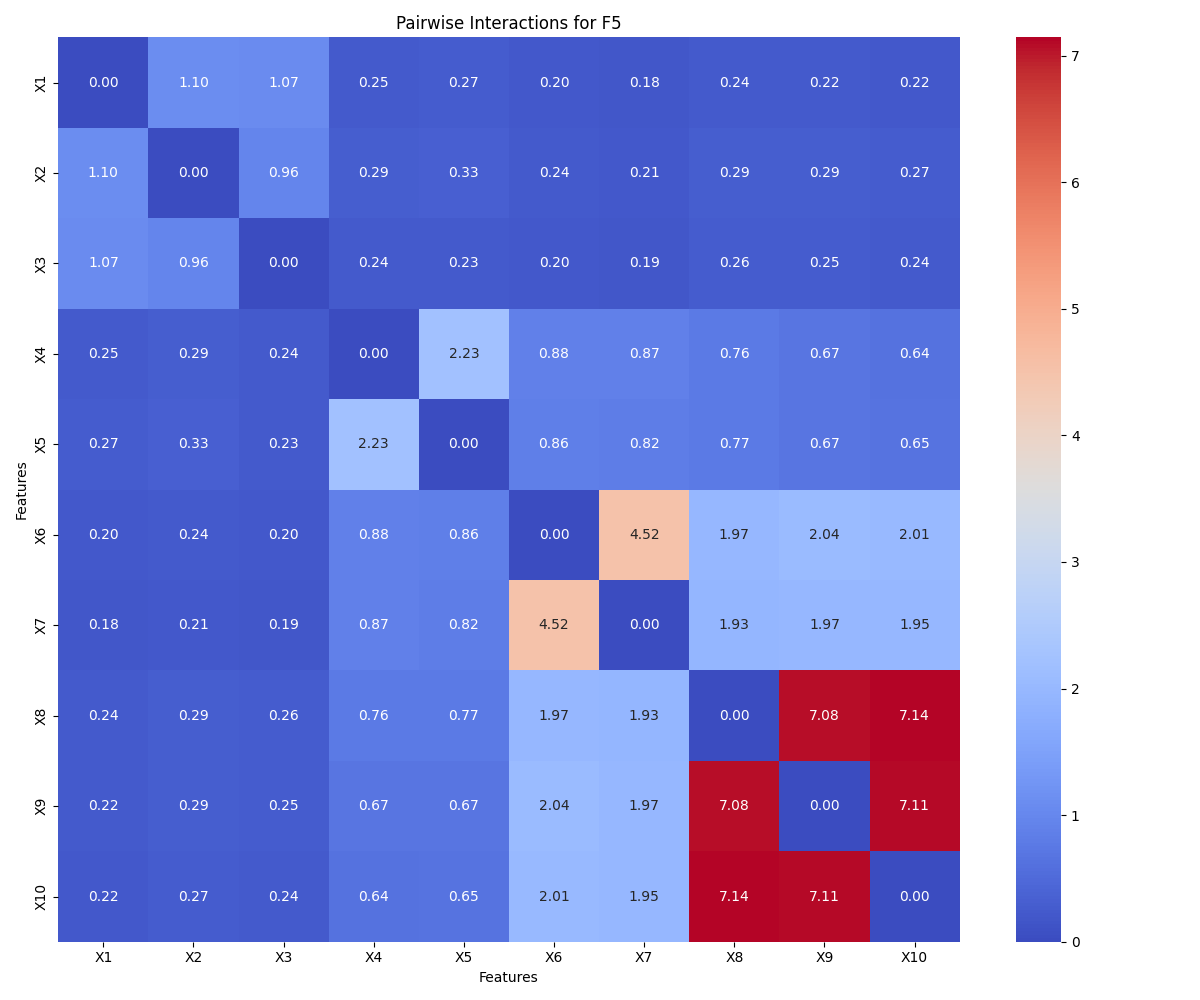 Pairwise Interactions for F5
X1 0.00 1.10 1.07 0.25 0.27 0.20 0.18 0.24 0.22 0.22
X2 1.10 0.00 0.96 0.29 0.33 0.24 0.21 0.29 0.29 0.27
X3 1.07 0.96 0.00 0.24 0.23 0.20 0.19 0.26 0.25 0.24
X4 0.25 0.29 0.24 0.00 2.23 0.88 0.87 0.76 0.67 0.64
X5 0.27 0.33 0.23 2.23 0.00 0.86 0.82 0.77 0.67 0.65
Features
X6 0.20 0.24 0.20 0.88 0.86 0.00 4.52 1.97 2.04 2.01
X7 0.18 0.21 0.19 0.87 0.82 4.52 0.00 1.93 1.97 1.95
X8 0.24 0.29 0.26 0.76 0.77 1.97 1.93 0.00 7.08 7.14
X9 0.22 0.29 0.25 0.67 0.67 2.04 1.97 7.08 0.00 7.11
X10 0.22 0.27 0.24 0.64 0.65 2.01 1.95 7.14 7.11 0.00
X1 X2 X3 X4 X5 X6 X7 X8 X9 X10
Features
7
6
5
4
3
2
1
0